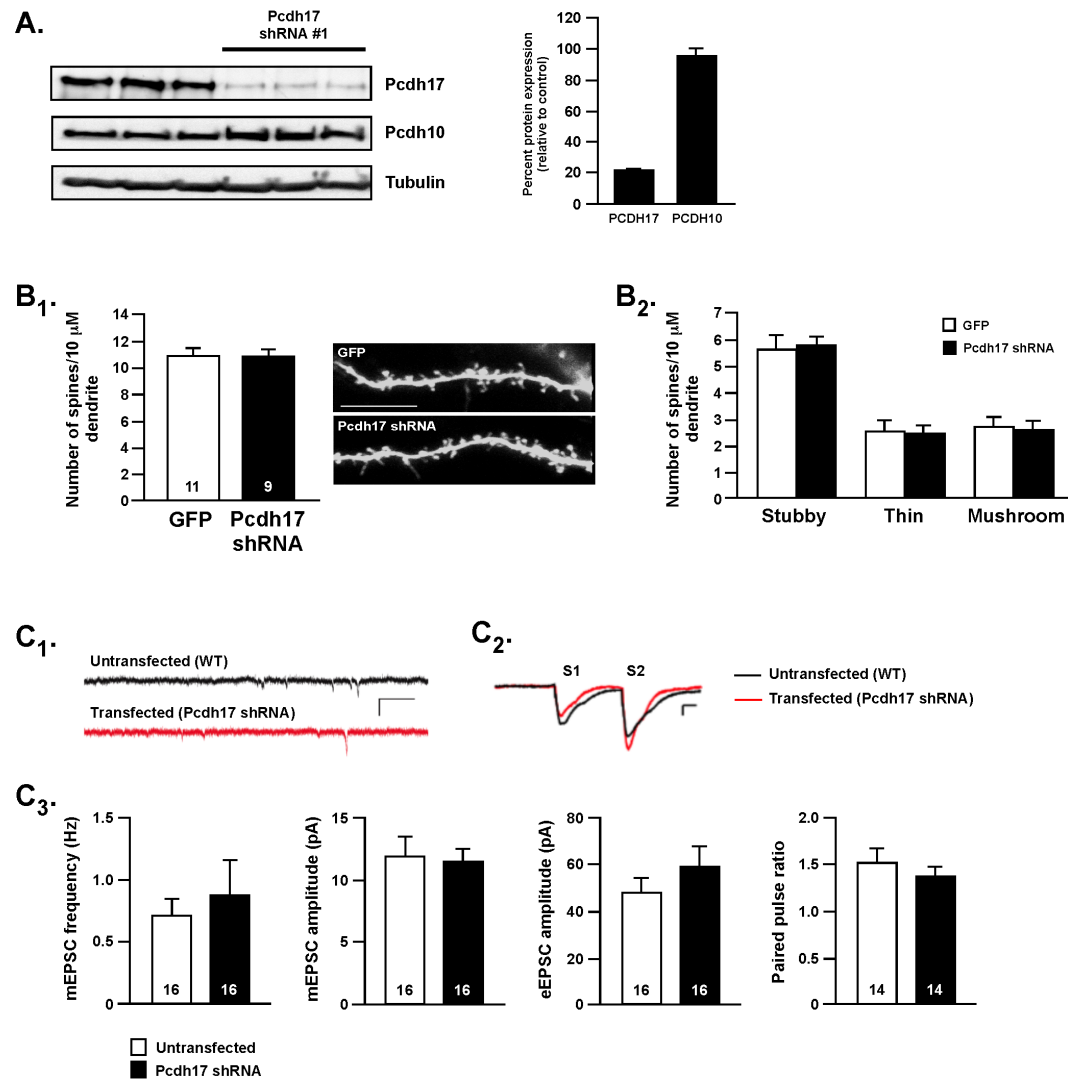 A.
Pcdh17
shRNA #1
Pcdh17
Pcdh10
Tubulin
Percent protein expression
(relative to control)
120
100
80
60
40
20
0
PCDH17
PCDH10
B1.
Number of spines/10 µM
dendrite
14
12
10
8
6
4
2
0
11
9
GFP
Pcdh17
shRNA
GFP
Pcdh17 shRNA
B2.
Number of spines/10 µM
dendrite
7
6
5
4
3
2
1
0
GFP
Pcdh17 shRNA
Stubby
Thin
Mushroom
C1.
Untransfected (WT)
Transfected (Pcdh17 shRNA)
C2.
S1
S2
Untransfected (WT)
Transfected (Pcdh17 shRNA)
C3.
mEPSC frequency (Hz)
1.5
1.0
0.5
0
16
16
mEPSC amplitude (pA)
15
10
5
0
16
16
eEPSC amplitude (pA)
80
60
40
20
0
16
16
Paired pulse ratio
2.0
1.5
1.0
0.5
0
14
14
Untransfected
Pcdh17 shRNA